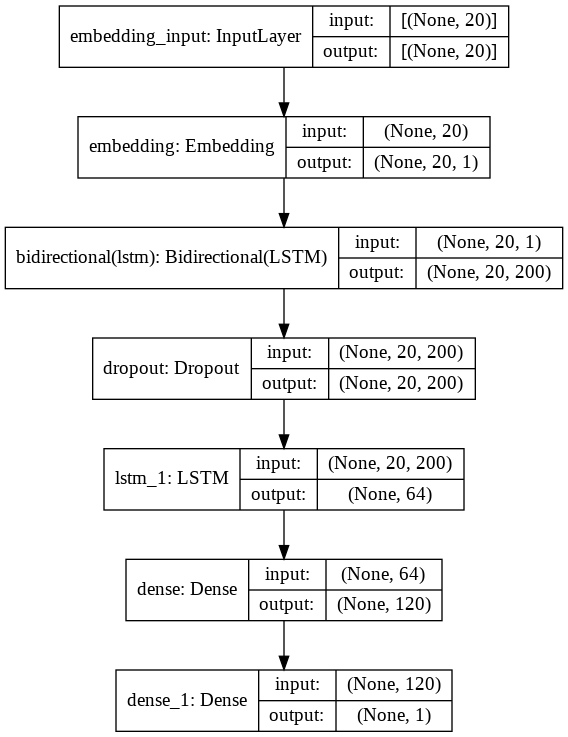 embedding_input: InputLayer
input: [(None, 20)]
output: [(None, 20)]
embedding: Embedding
input: (None, 20)
output: (None, 20, 1)
bidirectional(lstm): Bidirectional(LSTM)
input: (None, 20, 1)
output: (None, 20, 200)
dropout: Dropout
input: (None, 20, 200)
output: (None, 20, 200)
lstm_1: LSTM
input: (None, 20, 200)
output: (None, 64)
dense: Dense
input: (None, 64)
output: (None, 120)
dense_1: Dense
input: (None, 120)
output: (None, 1)